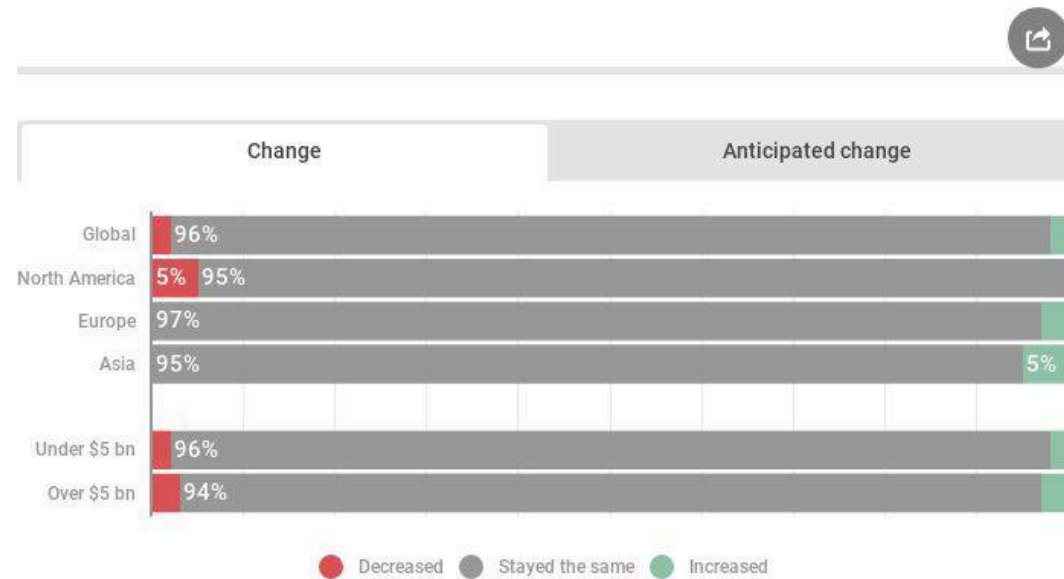 Change Anticipated change
Global 96%
North America 5% 95%
Europe 97%
Asia 95% 5%
Under $5 bn 96%
Over $5 bn 94%
Decreased Stayed the same Increased